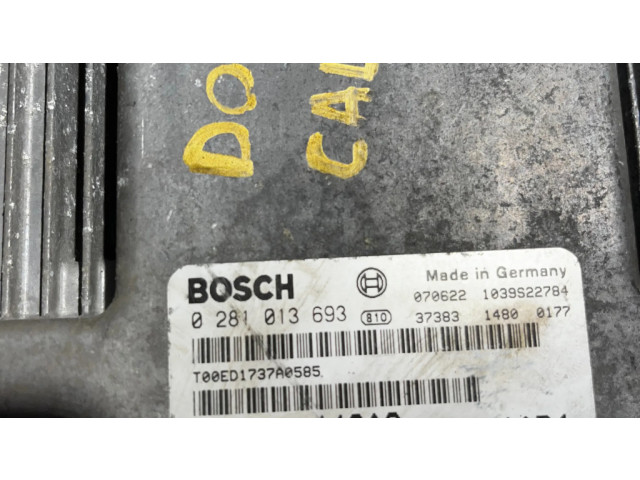 DO
CAL
BOSCH
Made in Germany
070622 1039S22784
0 281 013 693 810 37383 1480 0177
T00ED1737A0585